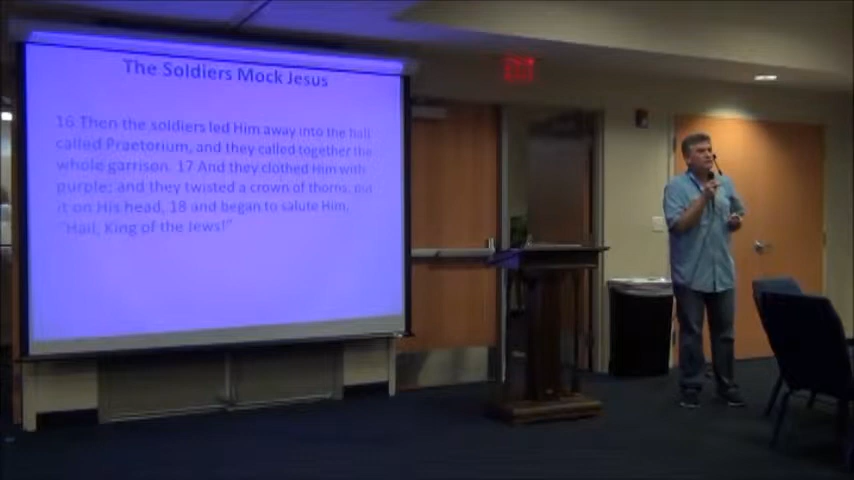 The Soldiers Mock Jesus
16 Then the soldiers led Him away into the hall
called Praetorium, and they called together the
whole garrison. 17 And they clothed Him with
purple; and they twisted a crown of thorns, put
it on His head, 18 and began to salute Him,
"Hail, King of the Jews!"
EXIT